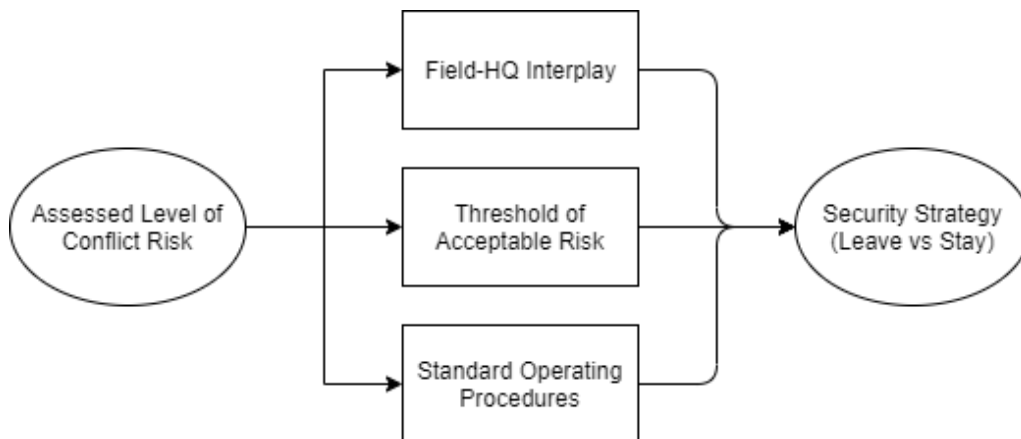 Field-HQ Interplay
Assessed Level of
Conflict Risk
Threshold of
Acceptable Risk
Security Strategy
(Leave vs Stay)
Standard Operating
Procedures